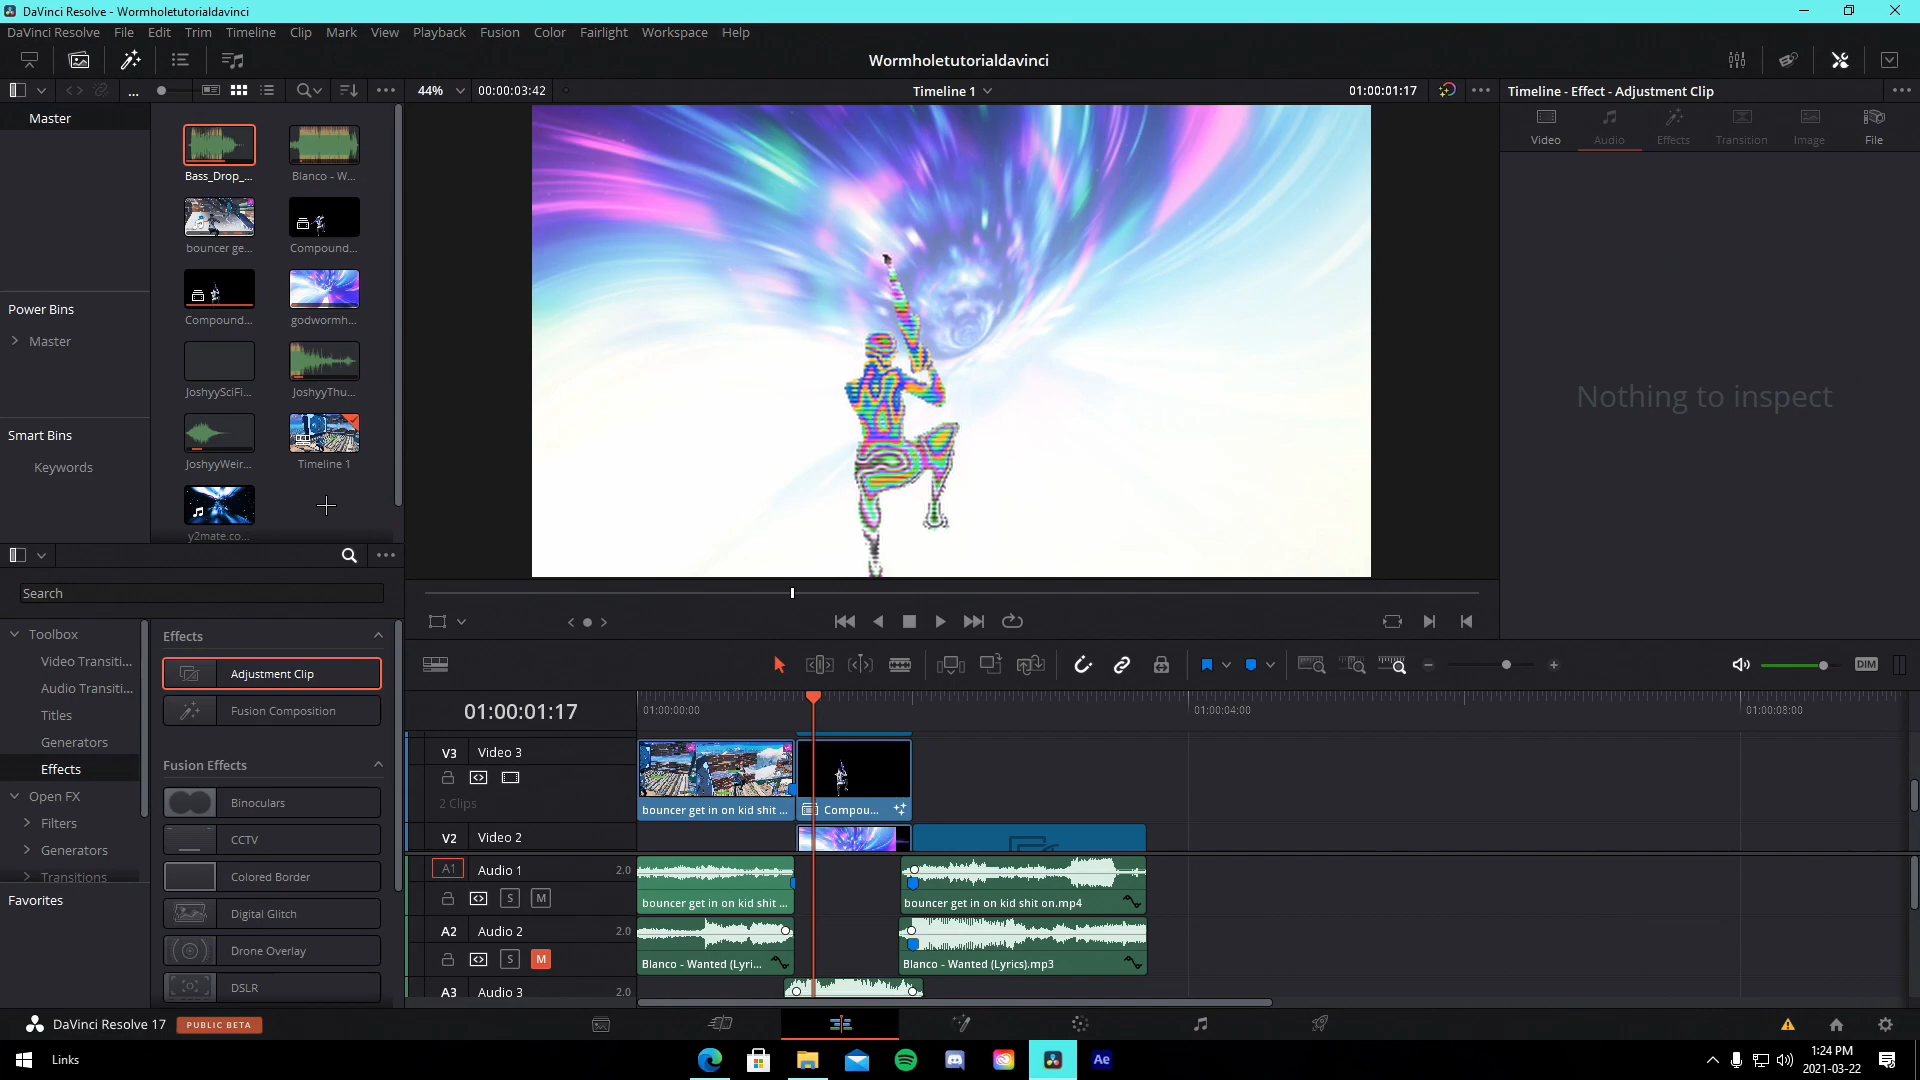 DaVinci Resolve - Wormholetutorialdavinci
DaVinci Resolve File Edit Trim Timeline Clip Mark View Playback Fusion Color Fairlight Workspace Help
Wormholetutorialdavinci
44% 00:00:03:42 Timeline 1 01:00:01:17 Timeline - Effect - Adjustment Clip
Master
Video Audio Effects Transition Image File
Bass_Drop_... Blanco - W...
bouncer ge... Compound...
Compound... godwormh...
Power Bins
Master
JoshyySciFi... JoshyyThu...
Nothing to inspect
Smart Bins
Keywords
JoshyyWeir... Timeline 1
y2mate.co...
Search
Toolbox
Video Transiti...
Audio Transiti...
Titles
Generators
Effects
Open FX
Filters
Generators
Transitions
Favorites
Effects
Adjustment Clip
Fusion Composition
Fusion Effects
Binoculars
CCTV
Colored Border
Digital Glitch
Drone Overlay
DSLR
DIM
01:00:01:17
01:00:00:00 01:00:04:00 01:00:08:00
V3 Video 3
2 Clips
bouncer get in on kid shit ... Compou...
V2 Video 2
A1 Audio 1 2.0
S M
bouncer get in on kid shit ... bouncer get in on kid shit on.mp4
A2 Audio 2 2.0
S M
Blanco - Wanted (Lyri... Blanco - Wanted (Lyrics).mp3
A3 Audio 3 2.0
DaVinci Resolve 17 PUBLIC BETA
Links
Ae
1:24 PM
2021-03-22